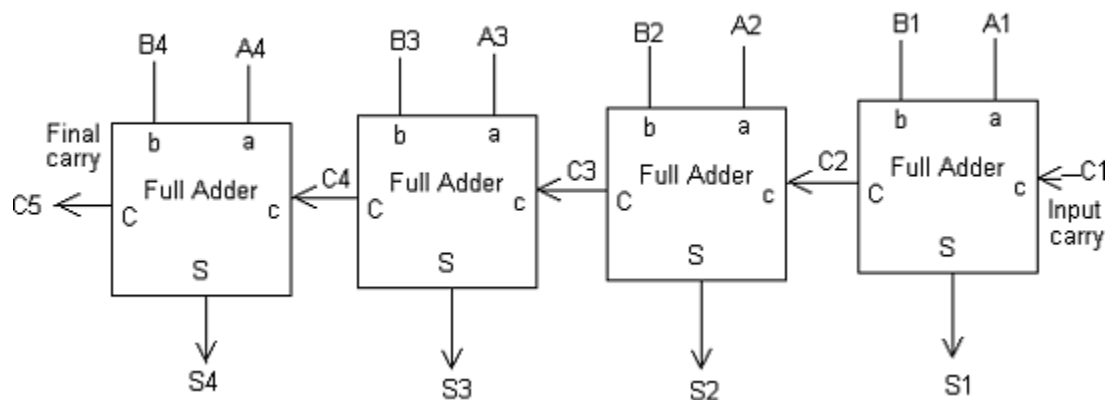 B4 A4 B3 A3 B2 A2 B1 A1
Final
carry
b a b a b a b a
Full Adder Full Adder Full Adder Full Adder
C5 C c C4 C c C3 C c C2 C c C1
Input
carry
S S S S
S4 S3 S2 S1